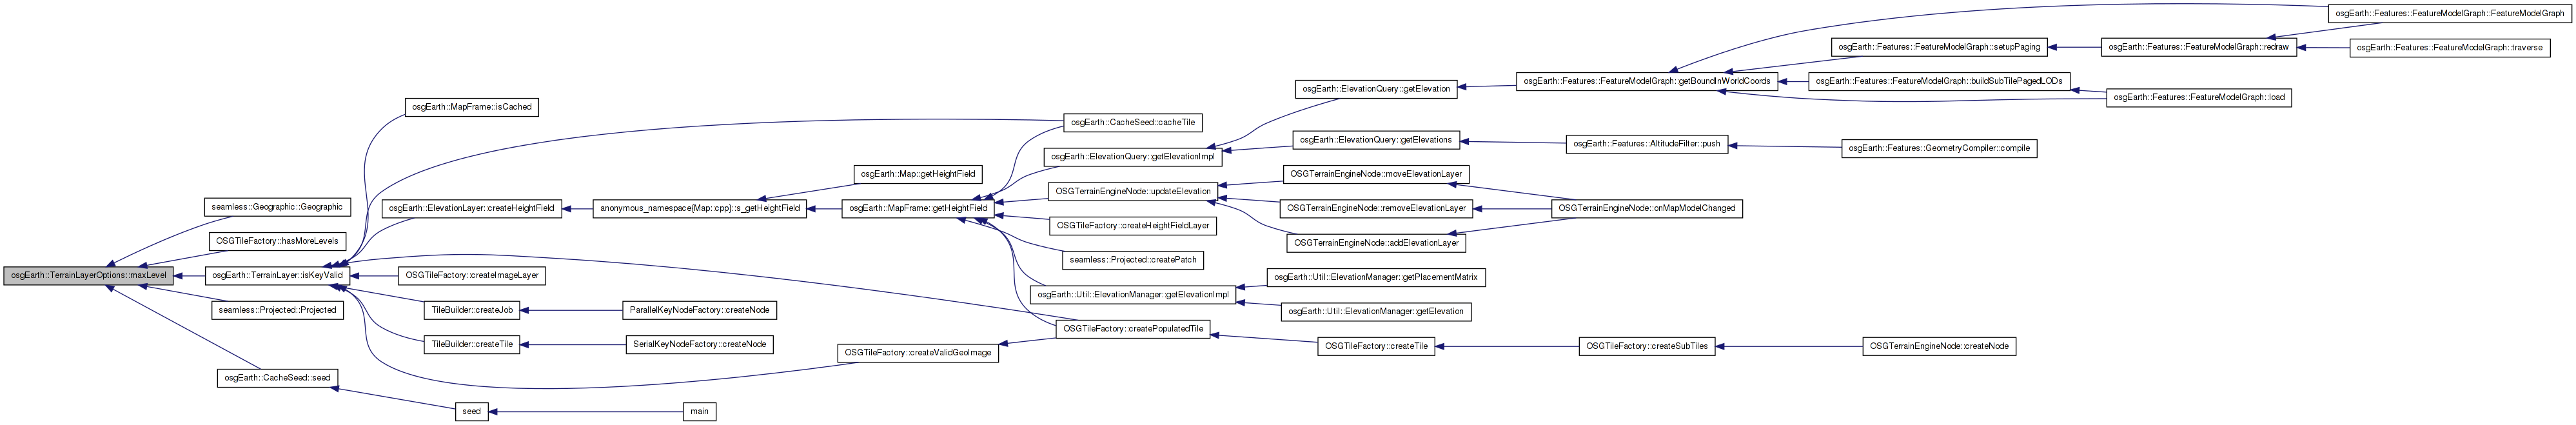 osgEarth::Features::FeatureModelGraph::FeatureModelGraph
osgEarth::Features::FeatureModelGraph::setupPaging
osgEarth::Features::FeatureModelGraph::redraw
osgEarth::Features::FeatureModelGraph::traverse
osgEarth::ElevationQuery::getElevation
osgEarth::Features::FeatureModelGraph::getBoundInWorldCoords
osgEarth::Features::FeatureModelGraph::buildSubTilePagedLODs
osgEarth::Features::FeatureModelGraph::load
osgEarth::MapFrame::isCached
osgEarth::CacheSeed::cacheTile
osgEarth::ElevationQuery::getElevations
osgEarth::Features::AltitudeFilter::push
osgEarth::Features::GeometryCompiler::compile
osgEarth::ElevationQuery::getElevationImpl
osgEarth::Map::getHeightField
OSGTerrainEngineNode::moveElevationLayer
OSGTerrainEngineNode::updateElevation
seamless::Geographic::Geographic
osgEarth::ElevationLayer::createHeightField
anonymous_namespace{Map.cpp}::s_getHeightField
osgEarth::MapFrame::getHeightField
OSGTerrainEngineNode::removeElevationLayer
OSGTerrainEngineNode::onMapModelChanged
OSGTileFactory::createHeightFieldLayer
OSGTileFactory::hasMoreLevels
OSGTerrainEngineNode::addElevationLayer
seamless::Projected::createPatch
osgEarth::TerrainLayerOptions::maxLevel
osgEarth::TerrainLayer::isKeyValid
OSGTileFactory::createImageLayer
osgEarth::Util::ElevationManager::getPlacementMatrix
osgEarth::Util::ElevationManager::getElevationImpl
seamless::Projected::Projected
TileBuilder::createJob
ParallelKeyNodeFactory::createNode
osgEarth::Util::ElevationManager::getElevation
OSGTileFactory::createPopulatedTile
TileBuilder::createTile
SerialKeyNodeFactory::createNode
OSGTileFactory::createValidGeoImage
OSGTileFactory::createTile
OSGTileFactory::createSubTiles
OSGTerrainEngineNode::createNode
osgEarth::CacheSeed::seed
seed
main